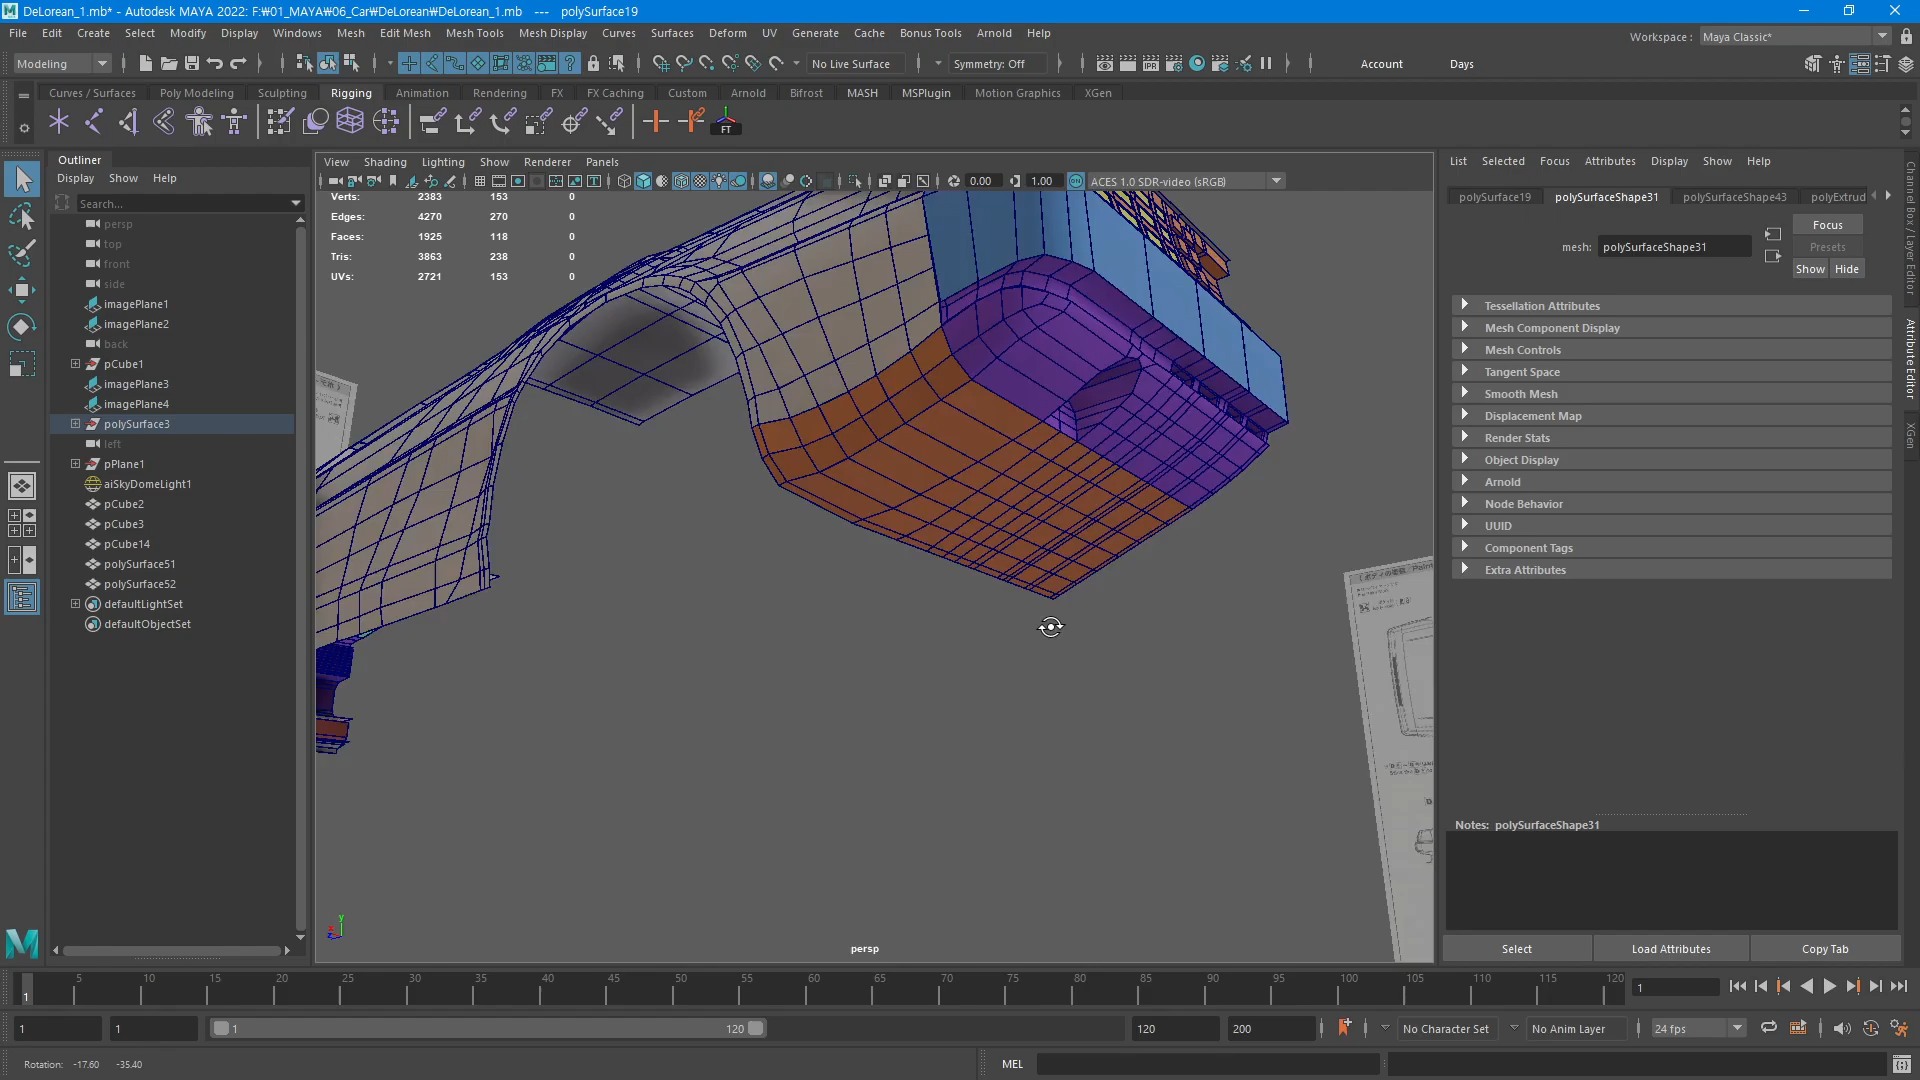 DeLorean_1.mb* - Autodesk MAYA 2022: F:₩01_MAYA₩06_Car₩DeLorean₩DeLorean_1.mb   ---   polySurface19
File Edit Create Select Modify Display Windows Mesh Edit Mesh Mesh Tools Mesh Display Curves Surfaces Deform UV Generate Cache Bonus Tools Arnold Help
Workspace : Maya Classic*
Modeling No Live Surface Symmetry: Off Account Days
Curves / Surfaces Poly Modeling Sculpting Rigging Animation Rendering FX FX Caching Custom Arnold Bifrost MASH MSPlugin Motion Graphics XGen
FT
Outliner
Display Show Help
Search...
persp
top
front
side
imagePlane1
imagePlane2
back
pCube1
imagePlane3
imagePlane4
polySurface3
left
pPlane1
aiSkyDomeLight1
pCube2
pCube3
pCube14
polySurface51
polySurface52
defaultLightSet
defaultObjectSet
View Shading Lighting Show Renderer Panels
IPR
0.00 1.00 ON ACES 1.0 SDR-video (sRGB)
Verts: 2383 153 0
Edges: 4270 270 0
Faces: 1925 118 0
Tris: 3863 238 0
UVs: 2721 153 0
y
persp
List Selected Focus Attributes Display Show Help
polySurface19 polySurfaceShape31 polySurfaceShape43 polyExtrud
mesh: polySurfaceShape31
Focus
Presets
Show Hide
Tessellation Attributes
Mesh Component Display
Mesh Controls
Tangent Space
Smooth Mesh
Displacement Map
Render Stats
Object Display
Arnold
Node Behavior
UUID
Component Tags
Extra Attributes
Notes: polySurfaceShape31
Select Load Attributes Copy Tab
Channel Box / Layer Editor
Attribute Editor
XGen
5 10 15 20 25 30 35 40 45 50 55 60 65 70 75 80 85 90 95 100 105 110 115 120
1 1
1 1 1 120 120 200 No Character Set No Anim Layer 24 fps
Rotation: -17.60 -35.40 MEL